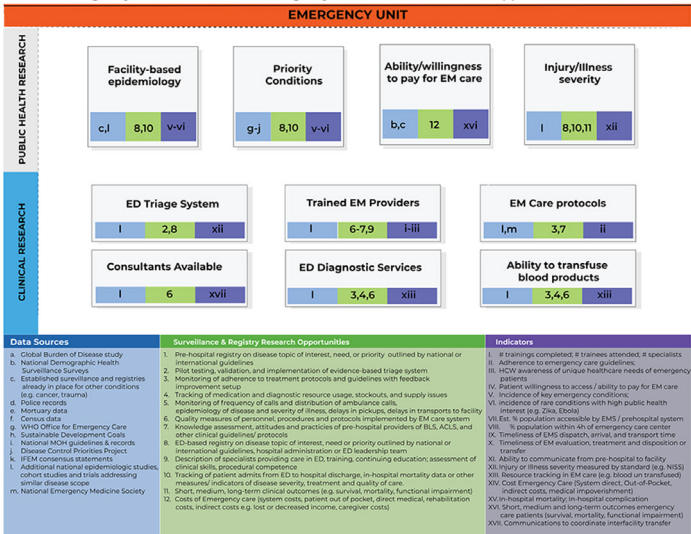 EMERGENCY UNIT
PUBLIC HEALTH RESEARCH
Facility-based
epidemiology
c,l 8,10 v-vi
Priority
Conditions
g-j 8,10 v-vi
Ability/willingness
to pay for EM care
b,c 12 xvi
Injury/Illness
severity
l 8,10,11 xii
CLINICAL RESEARCH
ED Triage System
l 2,8 xii
Trained EM Providers
l 6-7,9 i-iii
EM Care protocols
l,m 3,7 ii
Consultants Available
l 6 xvii
ED Diagnostic Services
l 3,4,6 xiii
Ability to transfuse
blood products
l 3,4,6 xiii
Data Sources
a. Global Burden of Disease study
b. National Demographic Health
Surveillance Surveys
c. Established surveillance and registries
already in place for other conditions
(e.g. cancer, trauma)
d. Police records
e. Mortuary data
f. Census data
g. WHO Office for Emergency Care
h. Sustainable Development Goals
i. National MOH guidelines & records
j. Disease Control Priorities Project
k. IFEM consensus statements
l. Additional national epidemiologic studies,
cohort studies and trials addressing
similar disease scope
m. National Emergency Medicine Society
Surveillance & Registry Research Opportunities
1. Pre-hospital registry on disease topic of interest, need, or priority outlined by national or
international guidelines
2. Pilot testing, validation, and implementation of evidence-based triage system
3. Monitoring of adherence to treatment protocols and guidelines with feedback
improvement setup
4. Tracking of medication and diagnostic resource usage, stockouts, and supply issues
5. Monitoring of frequency of calls and distribution of ambulance calls,
epidemiology of disease and severity of illness, delays in pickups, delays in transports to facility
6. Quality measures of personnel, procedures and protocols implemented by EM care system
7. Knowledge assessment, attitudes and practices of pre-hospital providers of BLS, ACLS, and
other clinical guidelines/ protocols
8. ED-based registry on disease topic of interest, need or priority outlined by national or
international guidelines, hospital administration or ED leadership team
9. Description of specialists providing care in ED, training, continuing education; assessment of
clinical skills, procedural competence
10. Tracking of patient admits from ED to hospital discharge, in-hospital mortality data or other
measures/ indicators of disease severity, treatment and quality of care.
11. Short, medium, long-term clinical outcomes (e.g. survival, mortality, functional impairment)
12. Costs of Emergency care (system costs, patient out of pocket, direct medical, rehabilitation
costs, indirect costs e.g. lost or decreased income, caregiver costs)
Indicators
I. # trainings completed; # trainees attended; # specialists
II. Adherence to emergency care guidelines;
III. HCW awareness of unique healthcare needs of emergency
patients
IV. Patient willingness to access / ability to pay for EM care
V. Incidence of key emergency conditions;
VI. incidence of rare conditions with high public health
interest (e.g. Zika, Ebola)
VII. Est. % population accessible by EMS / prehospital system
VIII. % population within 4h of emergency care center
IX. Timeliness of EMS dispatch, arrival, and transport time
X. Timeliness of EM evaluation, treatment and disposition or
transfer
XI. Ability to communicate from pre-hospital to facility
XII. Injury or Illness severity measured by standard (e.g. NISS)
XIII. Resource tracking in EM care (e.g. blood un transfused)
XIV. Cost Emergency Care (System direct, Out-of-Pocket,
indirect costs, medical impoverishment)
XV. In-hospital mortality; In-hospital complication
XVI. Short, medium and long-term outcomes emergency
care patients (survival, mortality, functional impairment)
XVII. Communications to coordinate interfacility transfer